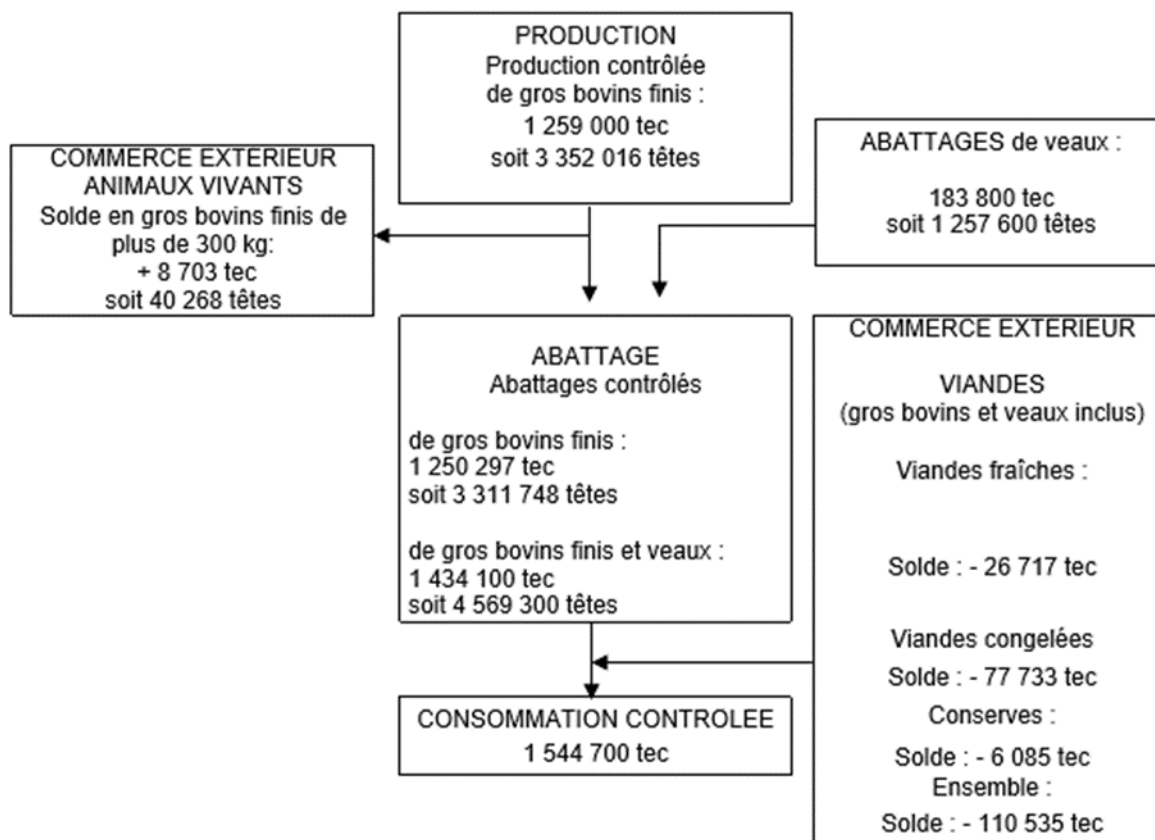 PRODUCTION
Production contrôlée
de gros bovins finis :
1 259 000 tec
soit 3 352 016 têtes
COMMERCE EXTERIEUR
ANIMAUX VIVANTS
Solde en gros bovins finis de
plus de 300 kg:
+ 8 703 tec
soit 40 268 têtes
ABATTAGES de veaux :
183 800 tec
soit 1 257 600 têtes
ABATTAGE
Abattages contrôlés
de gros bovins finis :
1 250 297 tec
soit 3 311 748 têtes
de gros bovins finis et veaux :
1 434 100 tec
soit 4 569 300 têtes
COMMERCE EXTERIEUR
VIANDES
(gros bovins et veaux inclus)
Viandes fraîches :
Solde : - 26 717 tec
Viandes congelées
Solde : - 77 733 tec
Conserves :
Solde : - 6 085 tec
Ensemble :
Solde : - 110 535 tec
CONSOMMATION CONTROLEE
1 544 700 tec